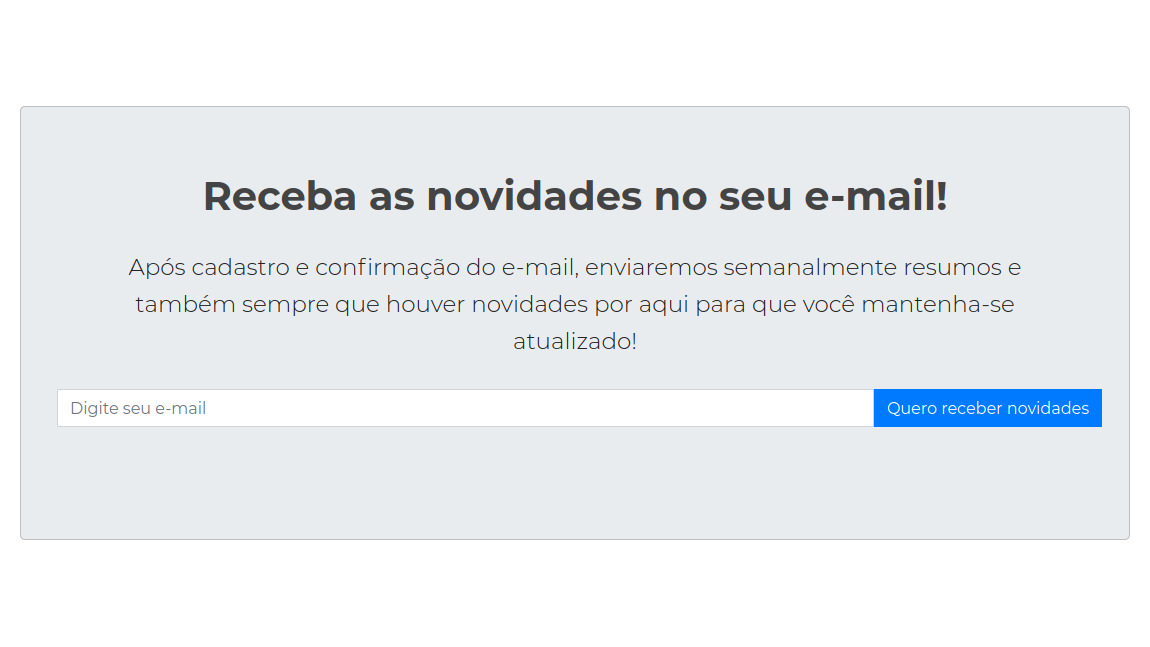 Receba as novidades no seu e-mail!
Após cadastro e confirmação do e-mail, enviaremos semanalmente resumos e
também sempre que houver novidades por aqui para que você mantenha-se
atualizado!
Digite seu e-mail
Quero receber novidades